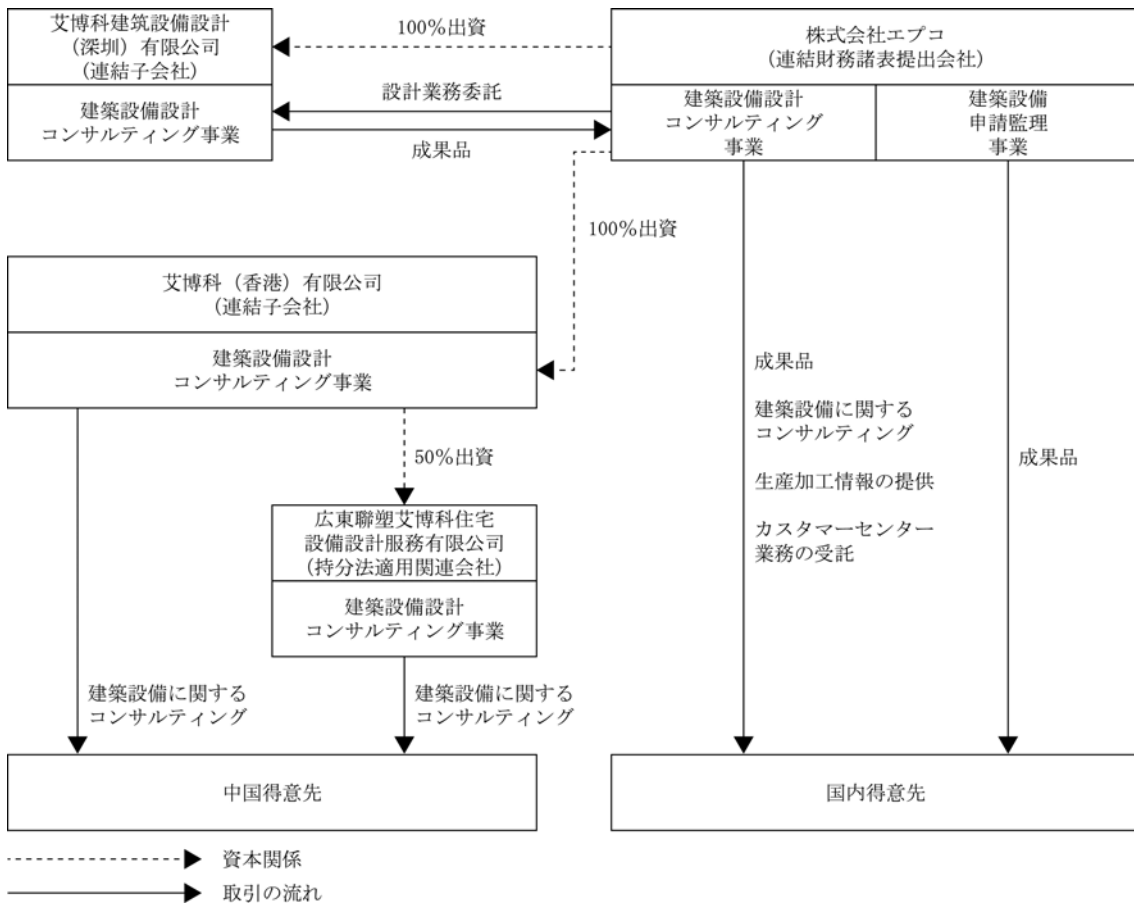 艾博科建筑設備設計
（深圳）有限公司
（連結子会社）
建築設備設計
コンサルティング事業
100％出資
設計業務委託
成果品
株式会社エプコ
（連結財務諸表提出会社）
建築設備設計
コンサルティング
事業
建築設備
申請監理
事業
100％出資
艾博科（香港）有限公司
（連結子会社）
建築設備設計
コンサルティング事業
50％出資
広東聯塑艾博科住宅
設備設計服務有限公司
（持分法適用関連会社）
建築設備設計
コンサルティング事業
成果品
建築設備に関する
コンサルティング
生産加工情報の提供
カスタマーセンター
業務の受託
成果品
建築設備に関する
コンサルティング
建築設備に関する
コンサルティング
中国得意先
国内得意先
資本関係
取引の流れ